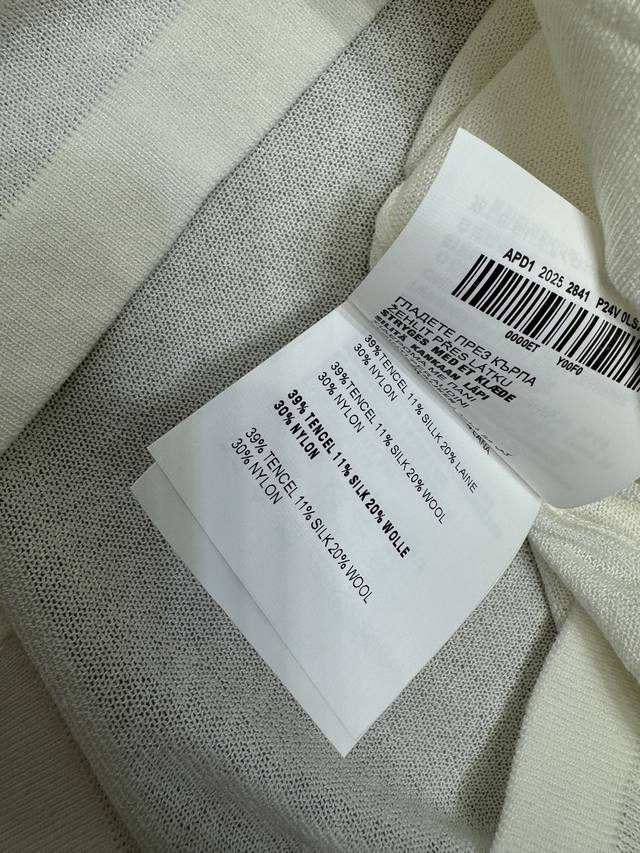 APD1 2025 2841 P24V 0LS
0000ET Y00F0
ГЛАДЕТЕ ПРЕЗ КЪРПА
ŽEHLIT PŘES LÁTKU
STRYGES MED ET KLÆDE
SILITÄ KANKAAN LÄPI
39%TENCEL 11% SILLK 20% LAINE
30% NYLON
39% TENCEL 11% SILK 20% WOOL
30% NYLON
39% TENCEL 11% SILK 20% WOLLE
30% NYLON
39% TENCEL 11% SILK 20% WOOL
30% NYLON